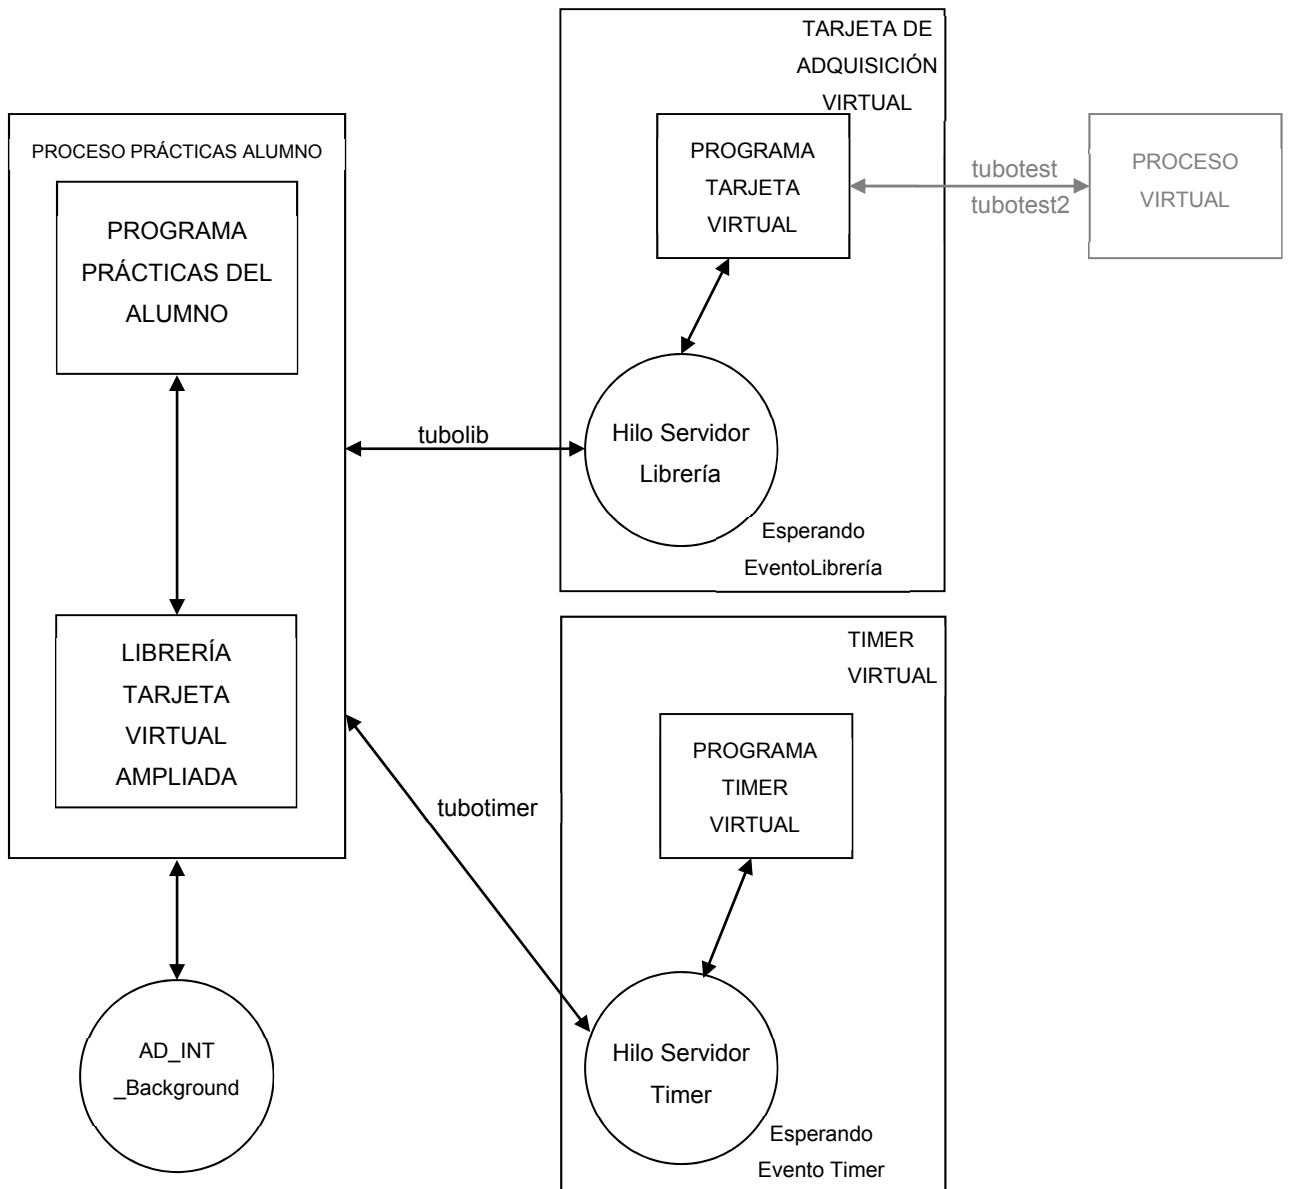 TARJETA DE
ADQUISICIÓN
VIRTUAL
PROCESO PRÁCTICAS ALUMNO
PROGRAMA
PRÁCTICAS DEL
ALUMNO
PROGRAMA
TARJETA
VIRTUAL
tubotest
tubotest2
PROCESO
VIRTUAL
tubolib
Hilo Servidor
Librería
Esperando
EventoLibrería
LIBRERÍA
TARJETA
VIRTUAL
AMPLIADA
tubotimer
TIMER
VIRTUAL
PROGRAMA
TIMER
VIRTUAL
AD_INT
_Background
Hilo Servidor
Timer
Esperando
Evento Timer